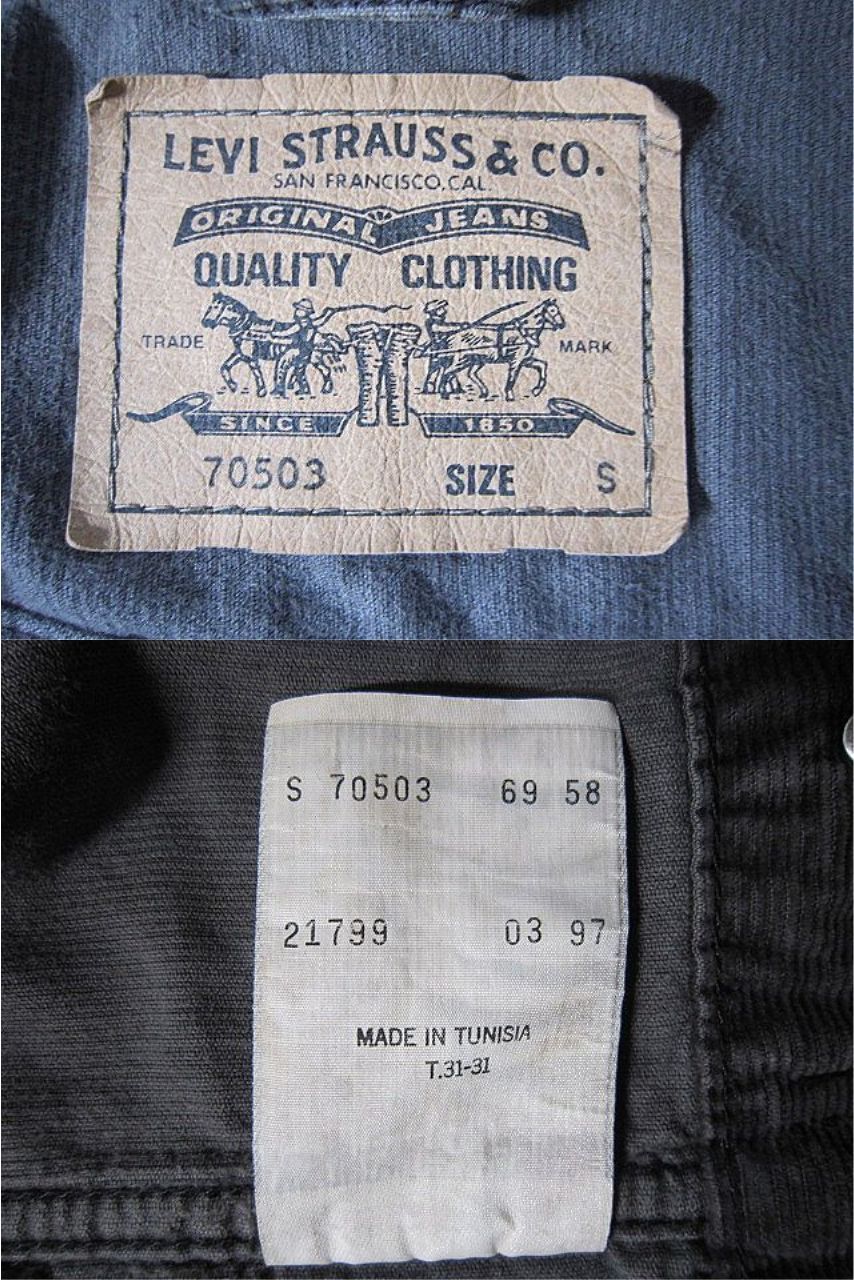 LEVI STRAUSS & CO.
SAN FRANCISCO, CAL.
ORIGINAL JEANS
QUALITY CLOTHING
TRADE MARK
SINCE 1850
70503 SIZE S
S 70503 69 58
21799 03 97
MADE IN TUNISIA
T.31-31